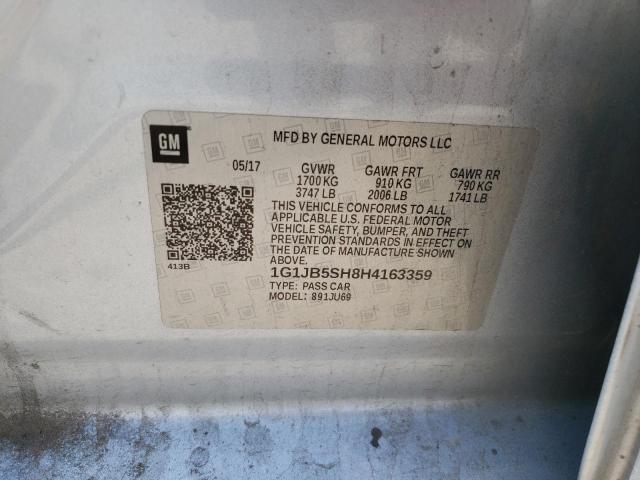 GM
MFD BY GENERAL MOTORS LLC
05/17 GVWR GAWR FRT GAWR RR
1700 KG 910 KG 790 KG
3747 LB 2006 LB 1741 LB
THIS VEHICLE CONFORMS TO ALL
APPLICABLE U.S. FEDERAL MOTOR
VEHICLE SAFETY, BUMPER, AND THEFT
PREVENTION STANDARDS IN EFFECT ON
THE DATE OF MANUFACTURE SHOWN
ABOVE.
413B
1G1JB5SH8H4163359
TYPE: PASS CAR
MODEL: 891JU69